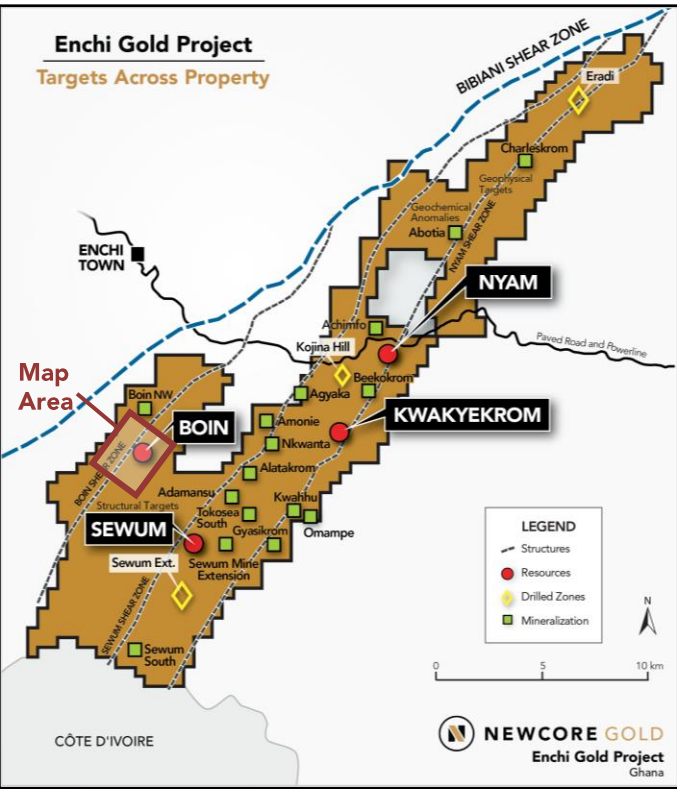 Enchi Gold Project
Targets Across Property
BIBIANI SHEAR ZONE
Eradi
Charleskrom
Geophysical
Targets
Geochemical
Anomalies
Abotia
NYAM SHEAR ZONE
ENCHI
TOWN
NYAM
Achimfo
Paved Road and Powerline
Kojina Hill
Map
Area
Beekokrom
Boin NW
Agyaka
BOIN
KWAKYEKROM
Amonie
BOIN SHEAR ZONE
Nkwanta
Alatakrom
Structural Targets
Adamansu
Kwahhu
Tokosea
South
SEWUM
Gyasikrom
Omampe
Sewum Ext.
Sewum Mine
Extension
SEWUM SHEAR ZONE
Sewum
South
LEGEND
Structures
Resources
Drilled Zones
Mineralization
N
0 5 10 km
CÔTE D'IVOIRE
N NEWCORE GOLD
Enchi Gold Project
Ghana